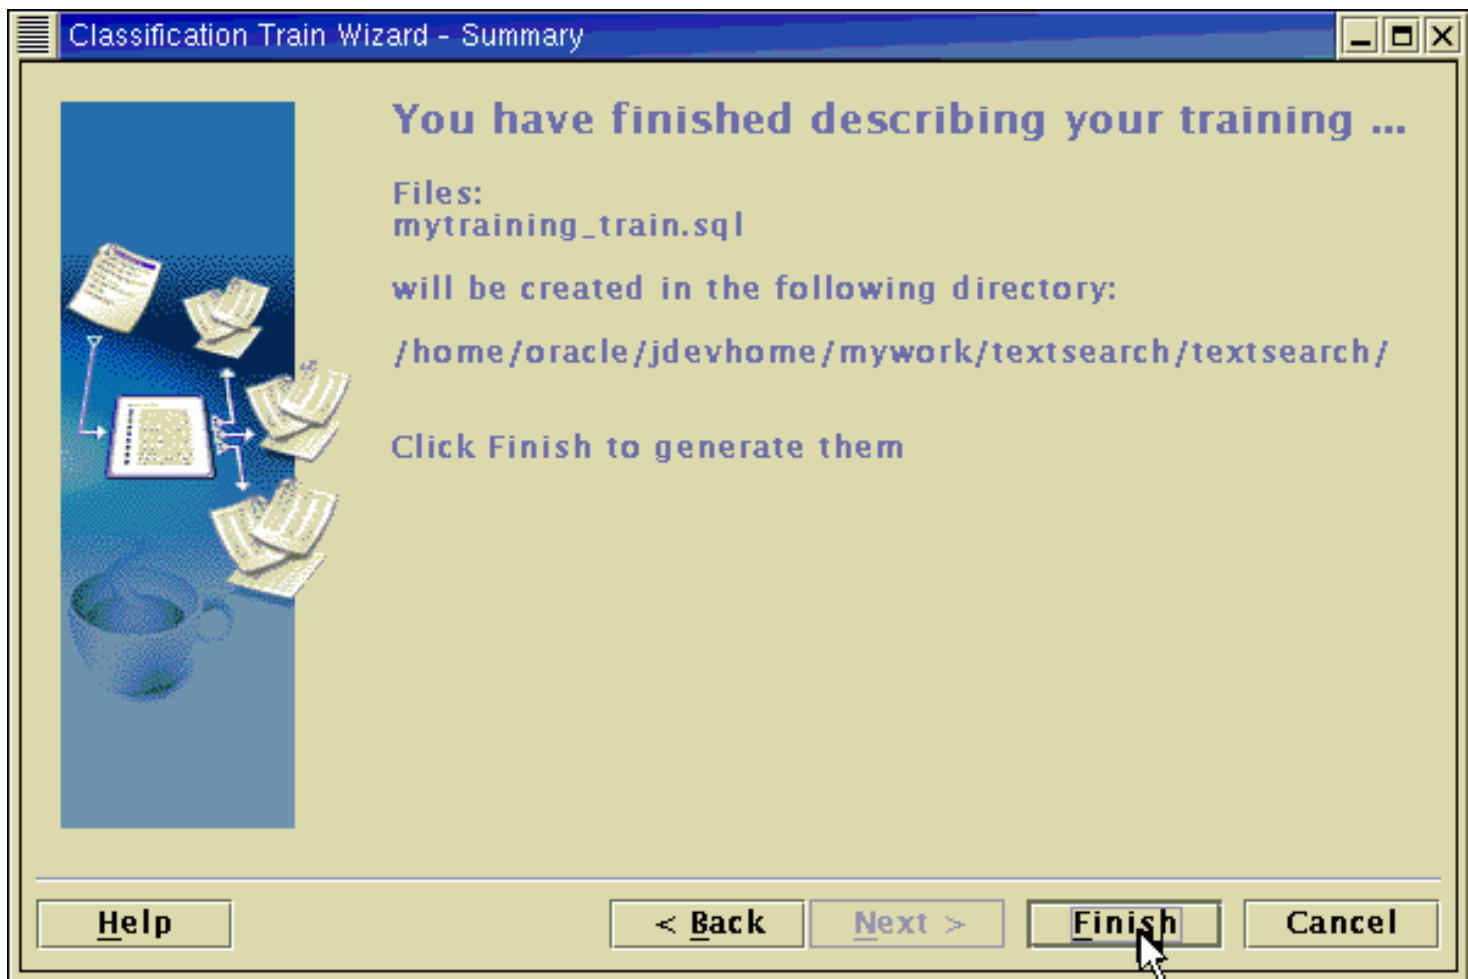 Classification Train Wizard - Summary
You have finished describing your training ...
Files:
mytraining_train.sql
will be created in the following directory:
/home/oracle/jdevhome/mywork/textsearch/textsearch/
Click Finish to generate them
Help
< Back
Next >
Finish
Cancel